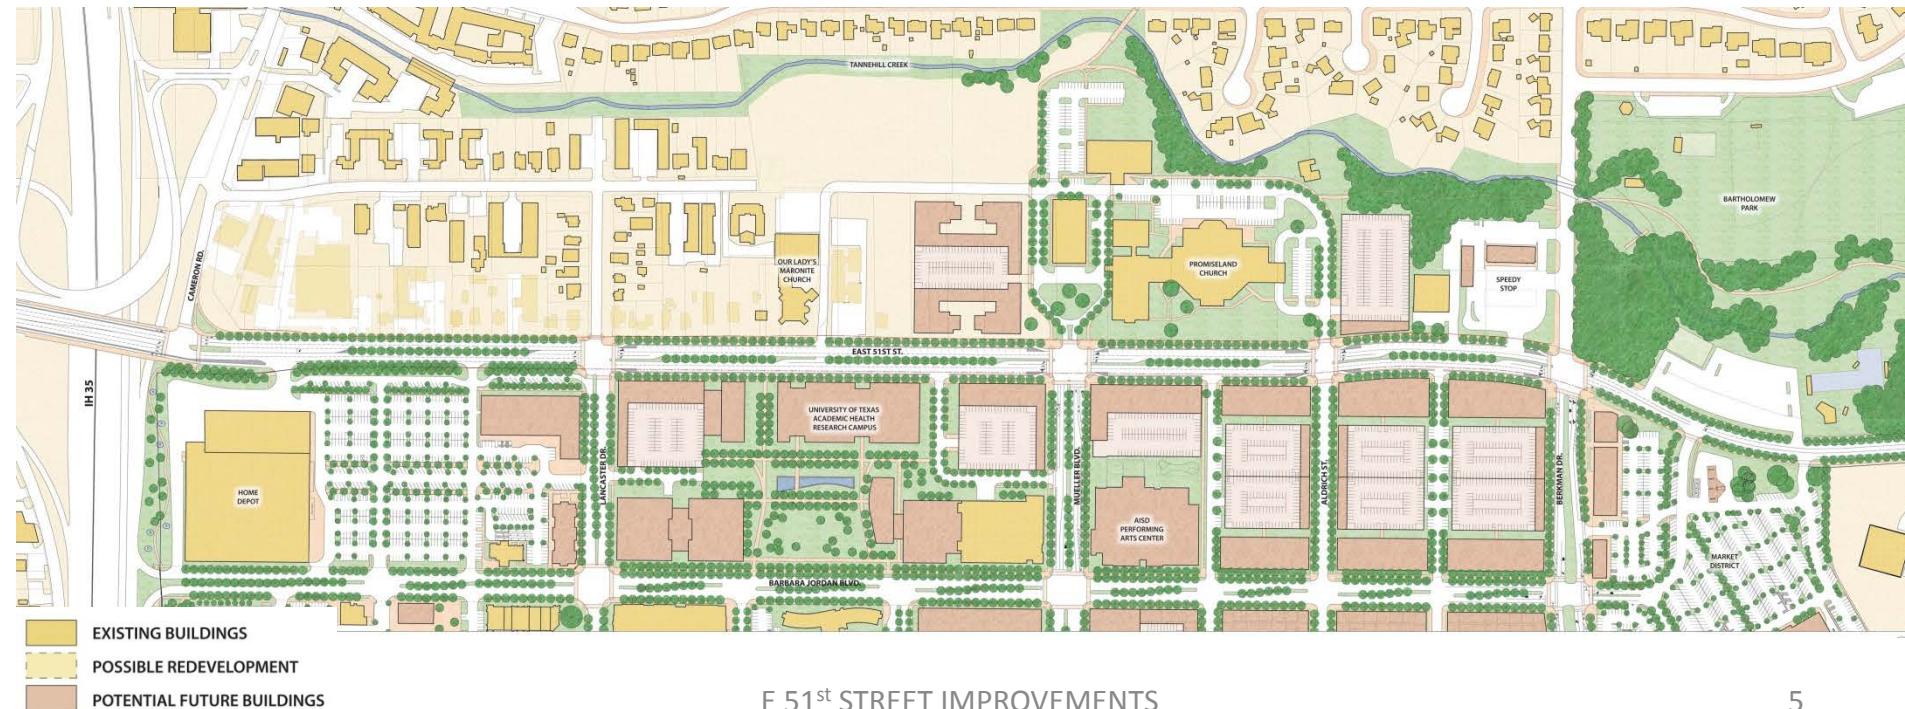 TANNEHILL CREEK
BARTHOLOMEW
PARK
CAMERON RD.
OUR LADY'S
MARONITE
CHURCH
PROMISELAND
CHURCH
SPEEDY
STOP
EAST 51ST ST.
IH 35
UNIVERSITY OF TEXAS
ACADEMIC HEALTH
RESEARCH CAMPUS
HOME
DEPOT
LANCASTER DR.
MUELLER BLVD.
ALDRICH ST.
BERKMAN DR.
AISD
PERFORMING
ARTS CENTER
MARKET
DISTRICT
BARBARA JORDAN BLVD.
EXISTING BUILDINGS
POSSIBLE REDEVELOPMENT
POTENTIAL FUTURE BUILDINGS
E 51st STREET IMPROVEMENTS
5